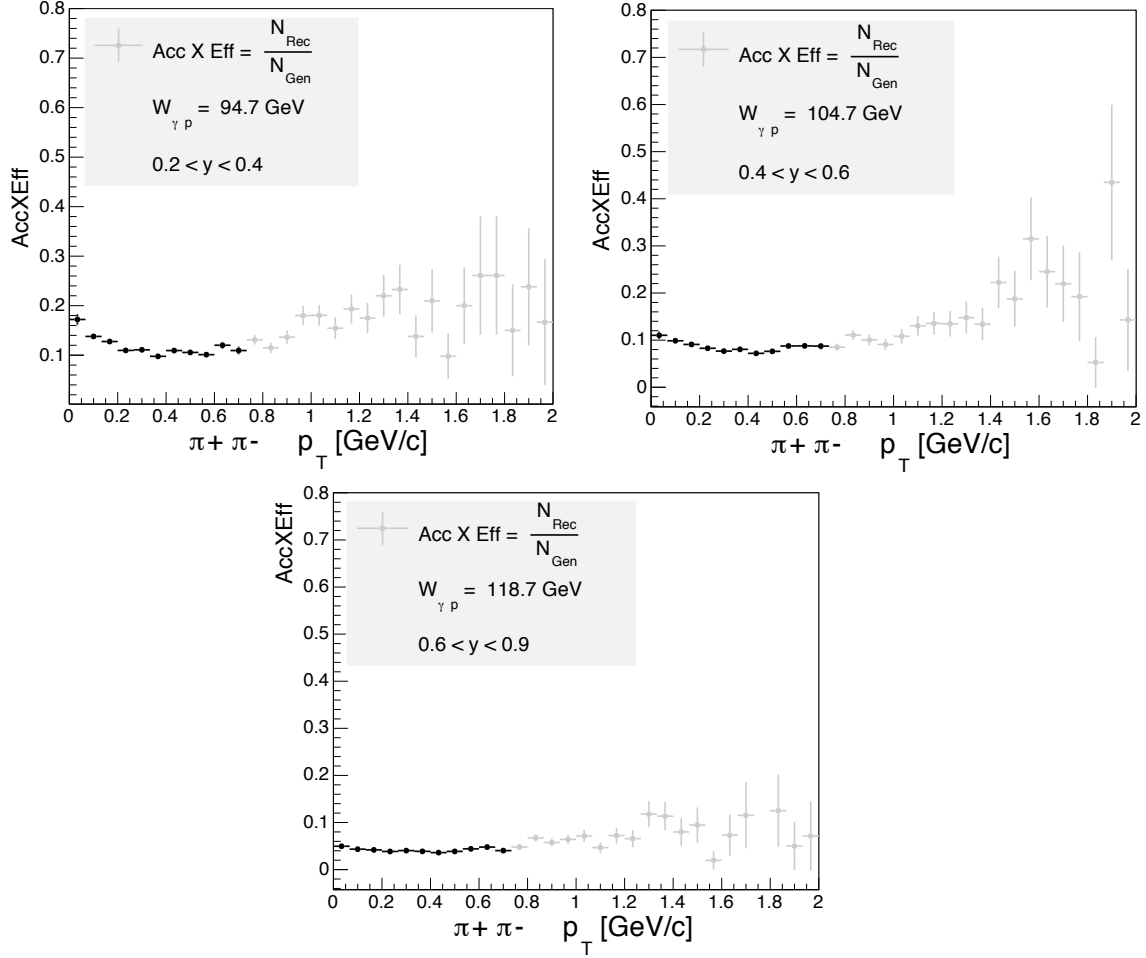 0.8
0.7
0.6
0.5
0.4
0.3
0.2
0.1
AccXEff
Acc X Eff = N_Rec / N_Gen
W_γ p = 94.7 GeV
0.2 < y < 0.4
0 0.2 0.4 0.6 0.8 1 1.2 1.4 1.6 1.8 2
π+ π- p_T [GeV/c]
0.8
0.7
0.6
0.5
0.4
0.3
0.2
0.1
0
AccXEff
Acc X Eff = N_Rec / N_Gen
W_γ p = 104.7 GeV
0.4 < y < 0.6
0 0.2 0.4 0.6 0.8 1 1.2 1.4 1.6 1.8 2
π+ π- p_T [GeV/c]
0.8
0.7
0.6
0.5
0.4
0.3
0.2
0.1
0
AccXEff
Acc X Eff = N_Rec / N_Gen
W_γ p = 118.7 GeV
0.6 < y < 0.9
0 0.2 0.4 0.6 0.8 1 1.2 1.4 1.6 1.8 2
π+ π- p_T [GeV/c]